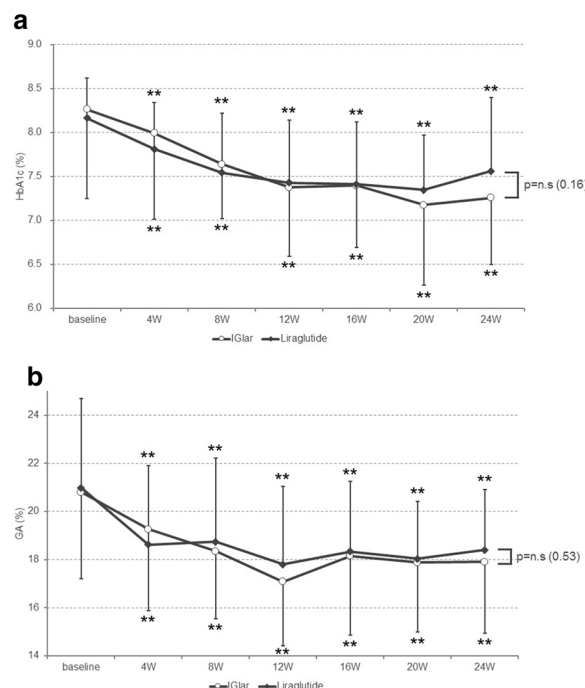 a
9.0
8.5
8.0
7.5
7.0
6.5
6.0
HbA1c (%)
** ** ** ** ** **
** ** ** ** ** **
p=n.s (0.16)
baseline 4W 8W 12W 16W 20W 24W
IGlar Liraglutide
b
24
22
20
18
16
14
GA (%)
** ** ** ** ** **
** ** ** ** ** **
p=n.s (0.53)
baseline 4W 8W 12W 16W 20W 24W
IGlar Liraglutide